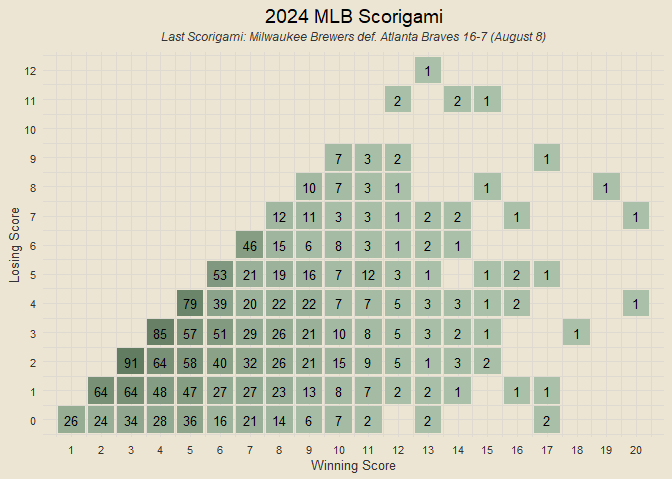 2024 MLB Scorigami
Last Scorigami: Milwaukee Brewers def. Atlanta Braves 16-7 (August 8)
Losing Score
12 1
11 2 2 1
10
9 7 3 2 1
8 10 7 3 1 1 1
7 12 11 3 3 1 2 2 1 1
6 46 15 6 8 3 1 2 1
5 53 21 19 16 7 12 3 1 1 2 1
4 79 39 20 22 22 7 7 5 3 3 1 2 1
3 85 57 51 29 26 21 10 8 5 3 2 1 1
2 91 64 58 40 32 26 21 15 9 5 1 3 2
1 64 64 48 47 27 27 23 13 8 7 2 2 1 1 1
0 26 24 34 28 36 16 21 14 6 7 2 2 2
1 2 3 4 5 6 7 8 9 10 11 12 13 14 15 16 17 18 19 20
Winning Score